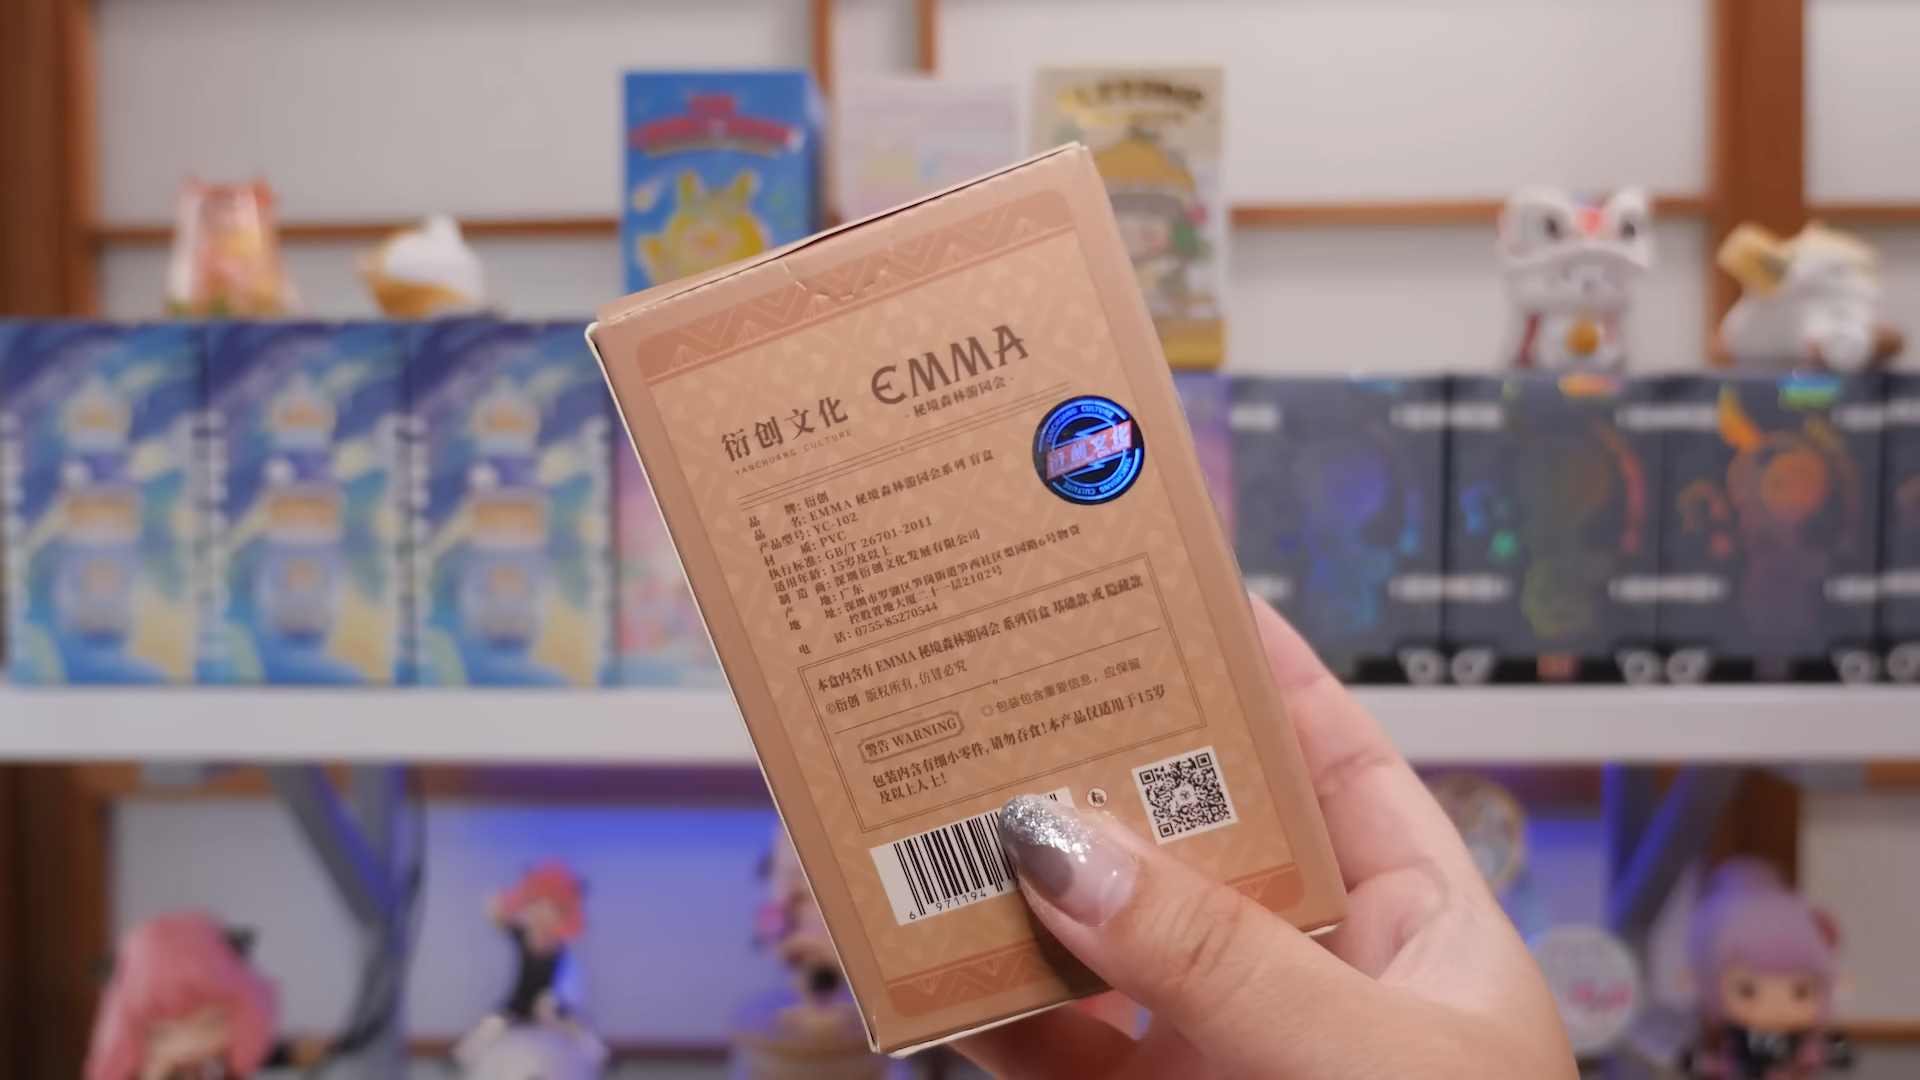 衍创文化
YANCHUANG CULTURE
EMMA
- 秘境森林游园会 -
YANCHUANG CULTURE
衍创文化
YANCHUANG CULTURE
品 牌: 衍创
品 名: EMMA 秘境森林游园会系列 盲盒
产品型号: YC-102
材 质: PVC
执行标准: GB/T 26701-2011
适用年龄: 15岁及以上
制 造 商: 深圳衍创文化发展有限公司
产 地: 广东
地 址: 深圳市罗湖区笋岗街道笋西社区梨园路6号物资
控股置地大厦二十一层2102号
电 话: 0755-85270544
本盒内含有 EMMA 秘境森林游园会 系列盲盒 基础款 或 隐藏款
©衍创 版权所有, 仿冒必究
警告 WARNING
包装包含重要信息，应保留
包装内含有细小零件, 请勿吞食! 本产品仅适用于15岁
及以上人士!
6 971194